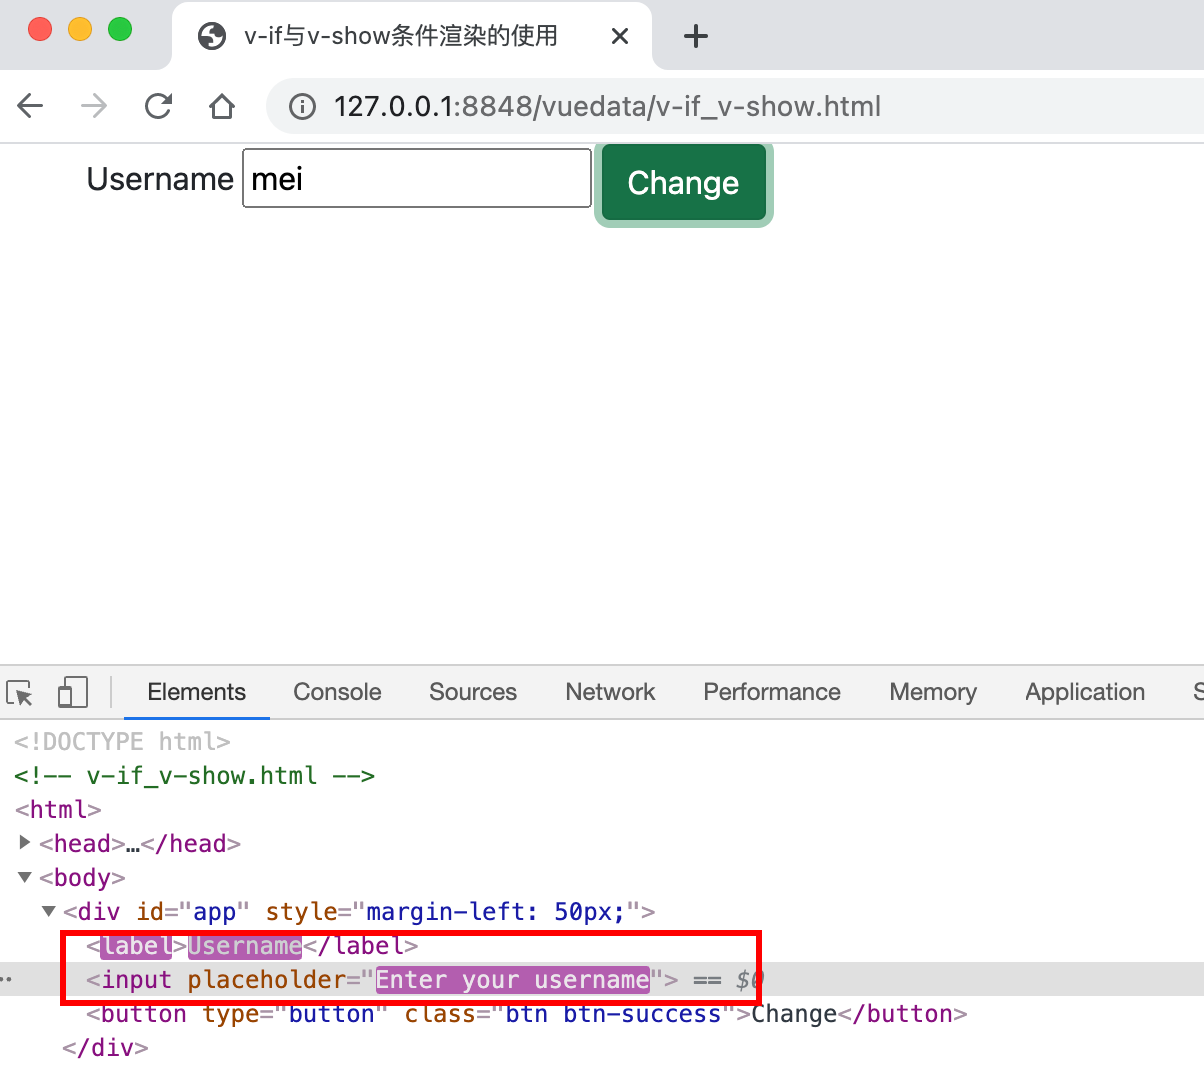 v-if与v-show条件渲染的使用
127.0.0.1:8848/vuedata/v-if_v-show.html
Username mei Change
Elements Console Sources Network Performance Memory Application S
<!DOCTYPE html>
<!-- v-if_v-show.html -->
<html>
<head>…</head>
<body>
<div id="app" style="margin-left: 50px;">
<label>Username</label>
<input placeholder="Enter your username"> == $0
<button type="button" class="btn btn-success">Change</button>
</div>